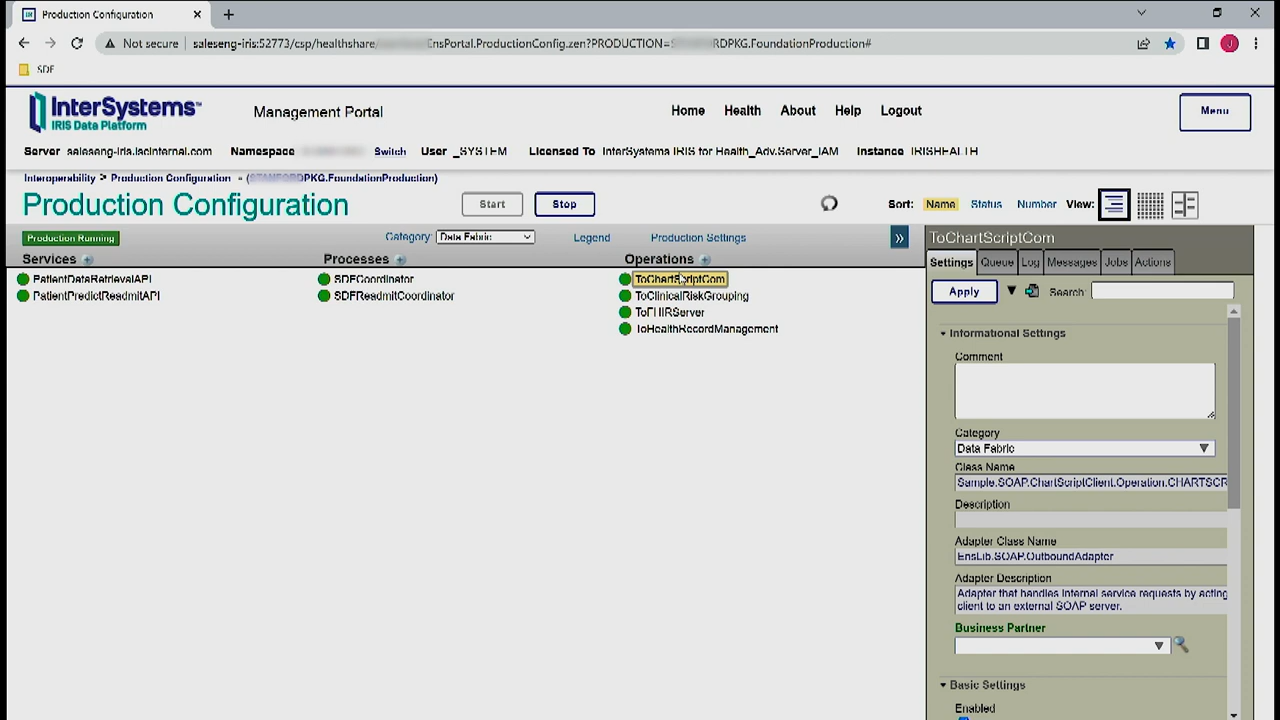 Production Configuration
Not secure saleseng-iris:52773/csp/healthshare/ EnsPortal.ProductionConfig.zen?PRODUCTION= RDPKG.FoundationProduction#
SDF
InterSystems™
IRIS Data Platform
Management Portal
Home Health About Help Logout
Menu
Server saleseng-iris.iscinternal.com Namespace Switch User _SYSTEM Licensed To InterSystems IRIS for Health_Adv.Server_IAM Instance IRISHEALTH
Interoperability > Production Configuration - ( DPKG.FoundationProduction)
Production Configuration
Start Stop
Sort: Name Status Number View:
Production Running
Category: Data Fabric Legend Production Settings
»
Services Processes Operations
PatientDataRetrievalAPI SDFCoordinator ToChartScriptCom
PatientPredictReadmitAPI SDFReadmitCoordinator ToClinicalRiskGrouping
ToFHIRServer
ToHealthRecordManagement
ToChartScriptCom
Settings Queue Log Messages Jobs Actions
Apply Search:
Informational Settings
Comment
Category
Data Fabric
Class Name
Sample.SOAP.ChartScriptClient.Operation.CHARTSCR
Description
Adapter Class Name
EnsLib.SOAP.OutboundAdapter
Adapter Description
Adapter that handles internal service requests by acting
client to an external SOAP server.
Business Partner
Basic Settings
Enabled